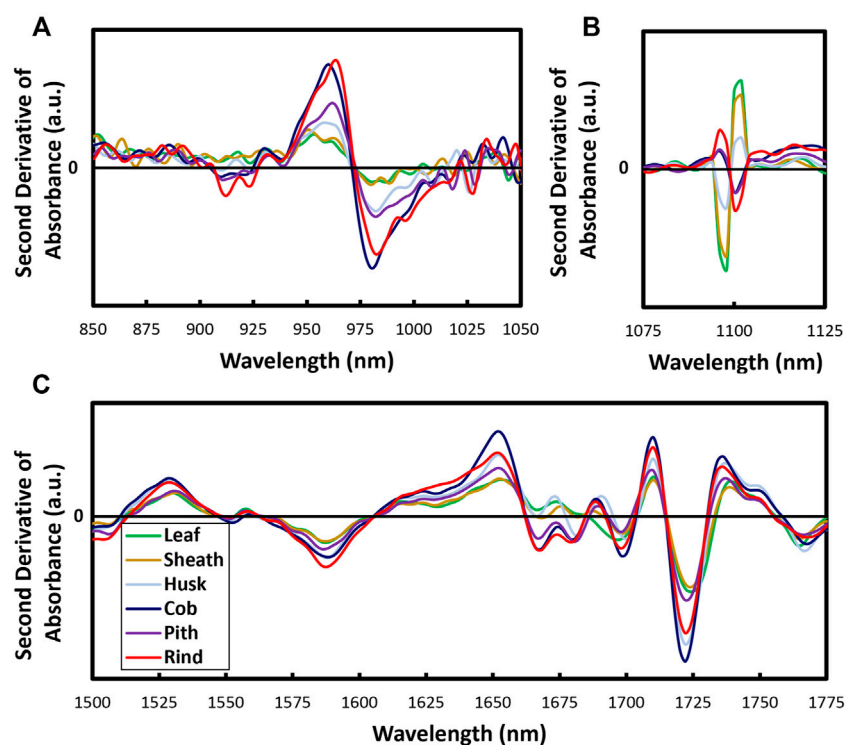 A
Second Derivative of
Absorbance (a.u.)
0
850 875 900 925 950 975 1000 1025 1050
Wavelength (nm)
B
Second Derivative of
Absorbance (a.u.)
0
1075 1100 1125
Wavelength (nm)
C
Second Derivative of
Absorbance (a.u.)
0
Leaf
Sheath
Husk
Cob
Pith
Rind
1500 1525 1550 1575 1600 1625 1650 1675 1700 1725 1750 1775
Wavelength (nm)